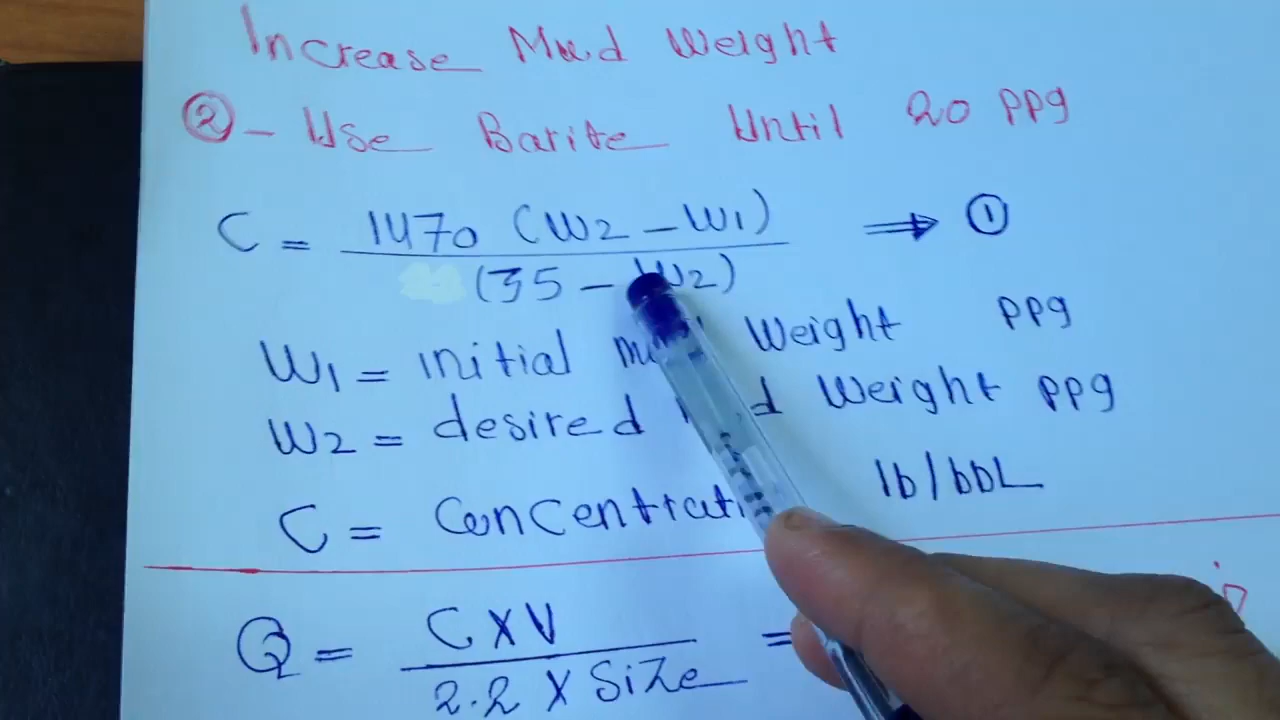 Increase Mud Weight
② - Use Barite Until 20 ppg
C = 1470 (W2 - W1) ⇒ ①
(35 - W2)
W1 = initial Weight ppg
W2 = desired Weight ppg
C = lb/bbL
Q = C X V =
2.2 X Size